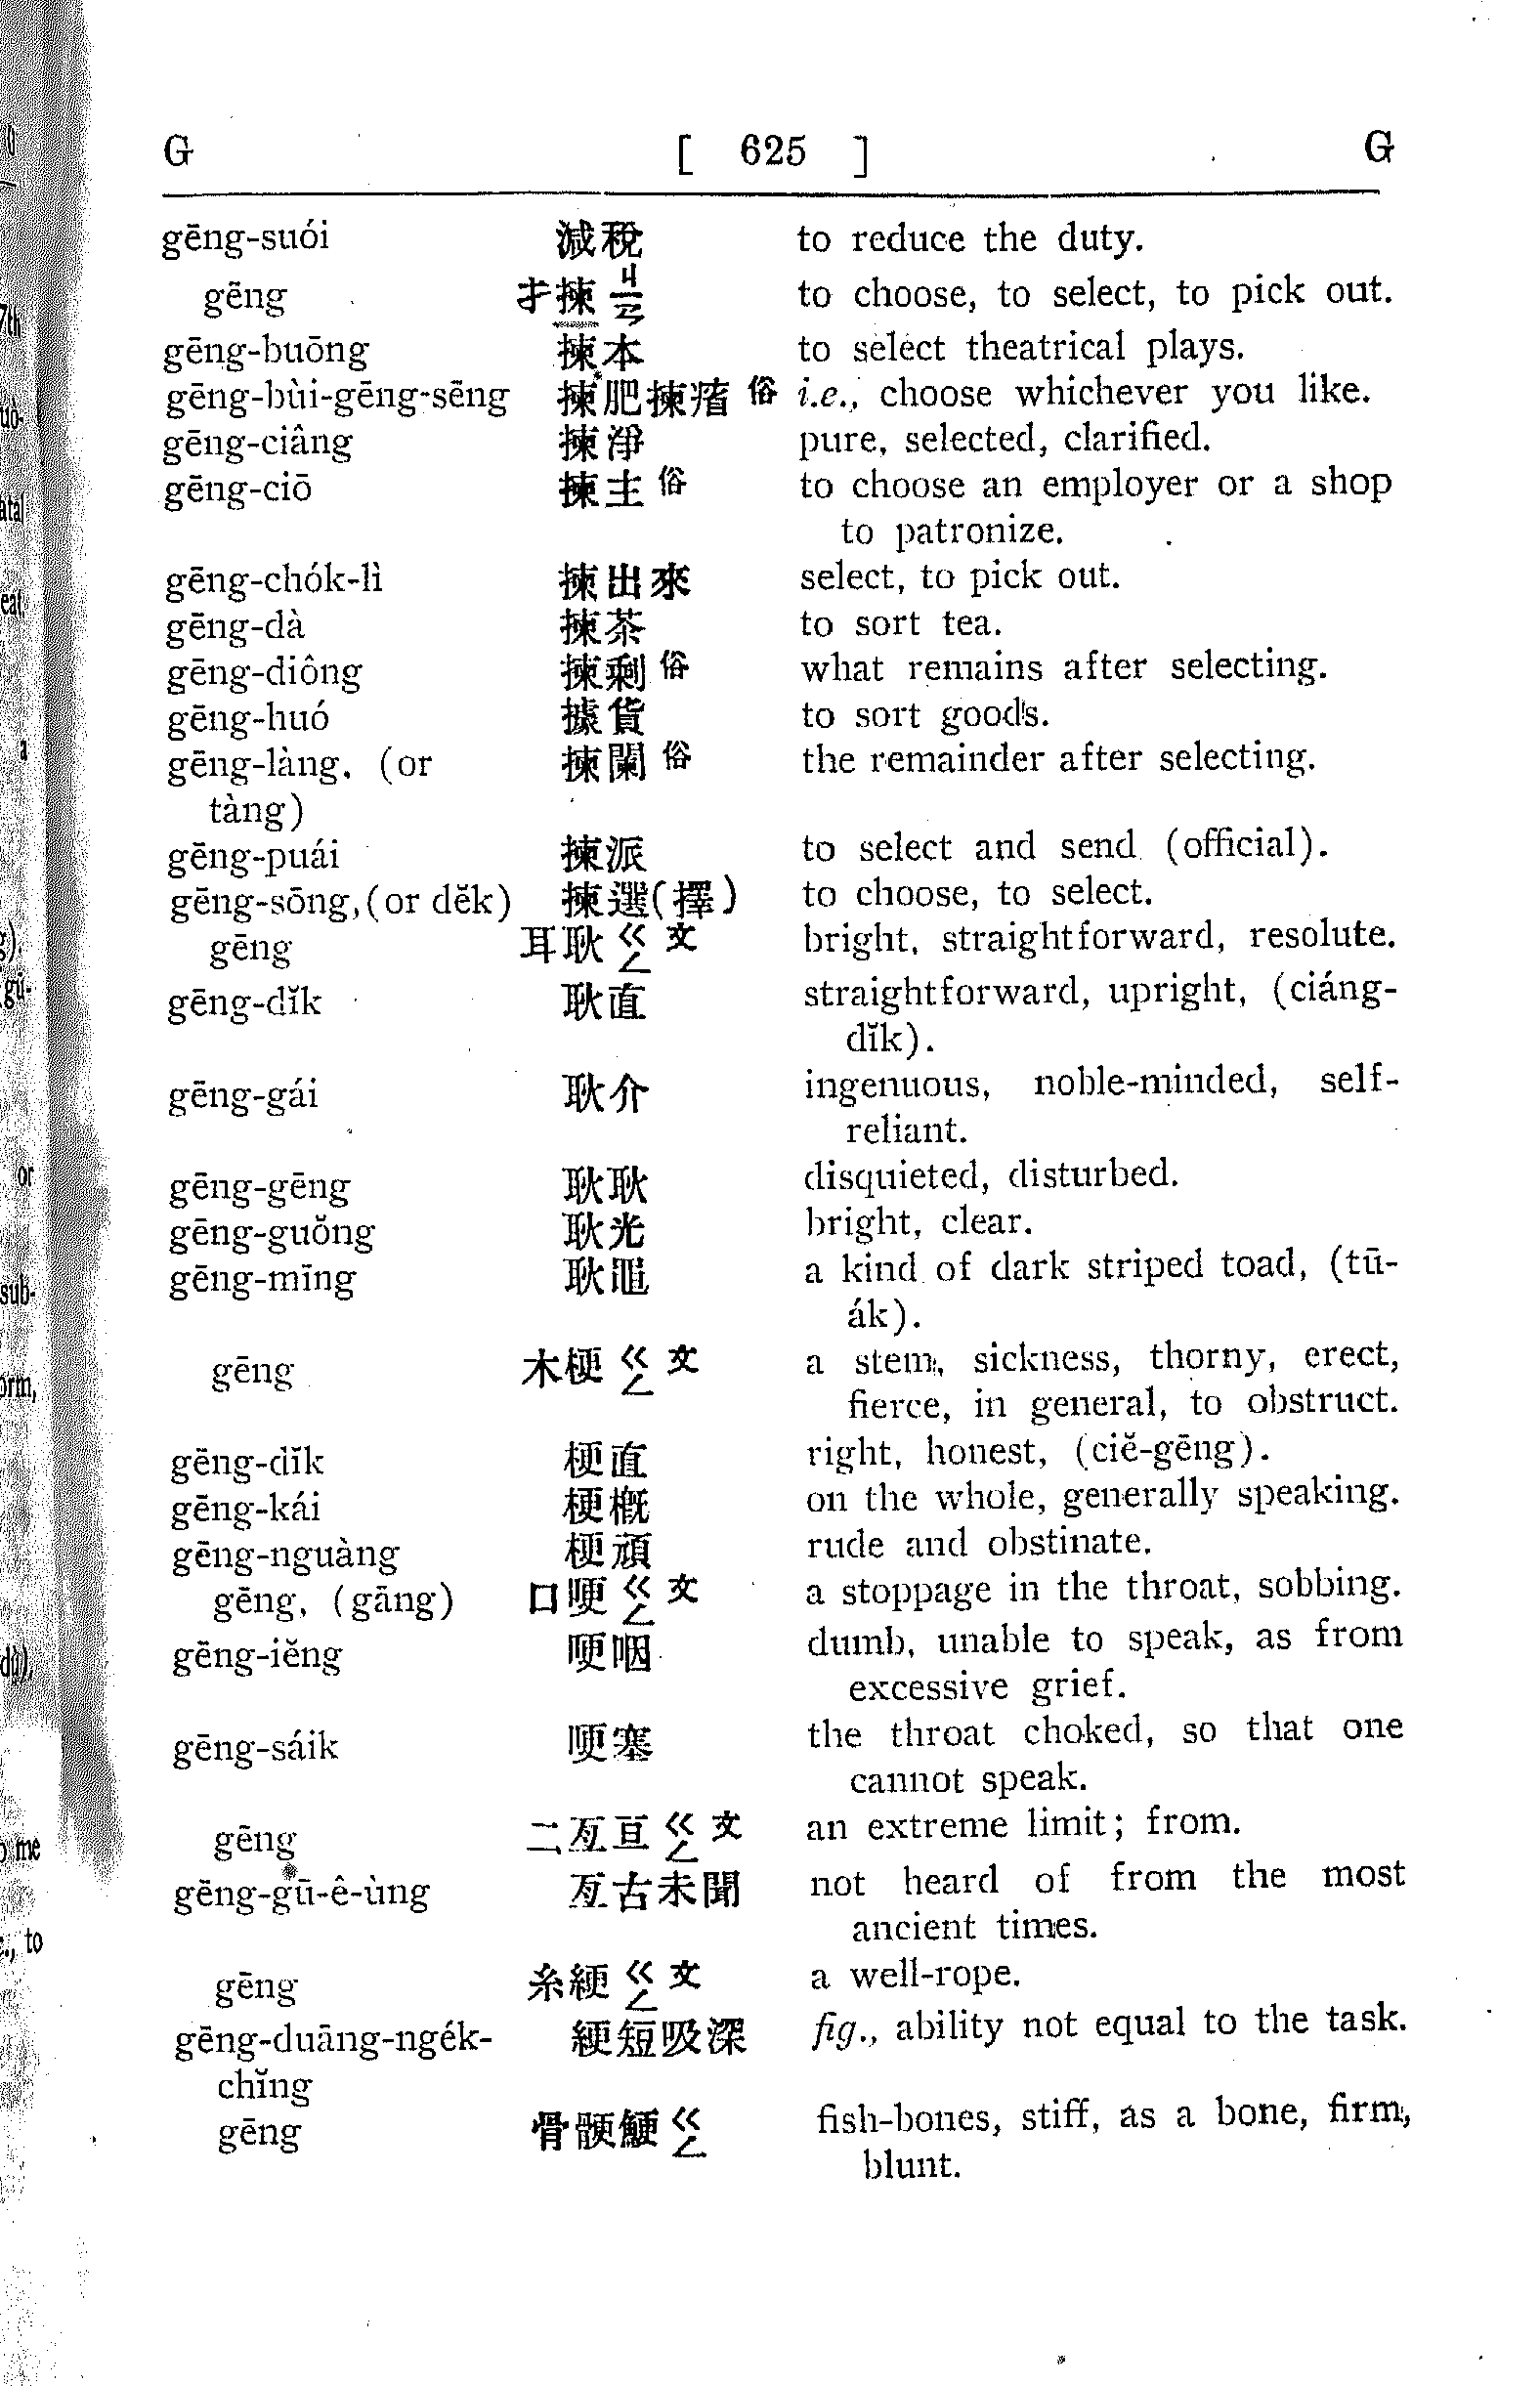 G [ 625 ] G
gēng-suói 減稅 to reduce the duty.
gēng 扌揀 ㄐㄧㄢ to choose, to select, to pick out.
gēng-buōng 揀本 to select theatrical plays.
gēng-bùi-gēng-sēng 揀肥揀瘄 俗 i.e., choose whichever you like.
gēng-ciâng 揀淨 pure, selected, clarified.
gēng-ciō 揀主 俗 to choose an employer or a shop
to patronize.
gēng-chók-lì 揀出來 select, to pick out.
gēng-dà 揀茶 to sort tea.
gēng-diông 揀剩 俗 what remains after selecting.
gēng-huó 據貨 to sort goods.
gēng-làng, (or 揀闌 俗 the remainder after selecting.
tàng)
gēng-puái 揀派 to select and send (official).
gēng-sōng, (or dĕk) 揀選(擇) to choose, to select.
gēng 耳耿 ㄍㄥ 文 bright, straightforward, resolute.
gēng-dĭk 耿直 straightforward, upright, (ciáng-
dĭk).
gēng-gái 耿介 ingenuous, noble-minded, self-
reliant.
gēng-gēng 耿耿 disquieted, disturbed.
gēng-guŏng 耿光 bright, clear.
gēng-mīng 耿黽 a kind of dark striped toad, (tū-
ák).
gēng 木梗 ㄍㄥ 文 a stem, sickness, thorny, erect,
fierce, in general, to obstruct.
gēng-dĭk 梗直 right, honest, (ciĕ-gēng).
gēng-kái 梗概 on the whole, generally speaking.
gēng-nguàng 梗頑 rude and obstinate.
gēng, (gāng) 口哽 ㄍㄥ 文 a stoppage in the throat, sobbing.
gēng-iĕng 哽咽 dumb, unable to speak, as from
excessive grief.
gēng-sáik 哽塞 the throat choked, so that one
cannot speak.
gēng 二亙亘 ㄍㄥ 文 an extreme limit; from.
gēng-gū-ê-ùng 亙古未聞 not heard of from the most
ancient times.
gēng 糸綆 ㄍㄥ 文 a well-rope.
gēng-duāng-ngék- 綆短吸深 fig., ability not equal to the task.
chĭng
gēng 骨骾鯁 ㄍㄥ fish-bones, stiff, as a bone, firm,
blunt.